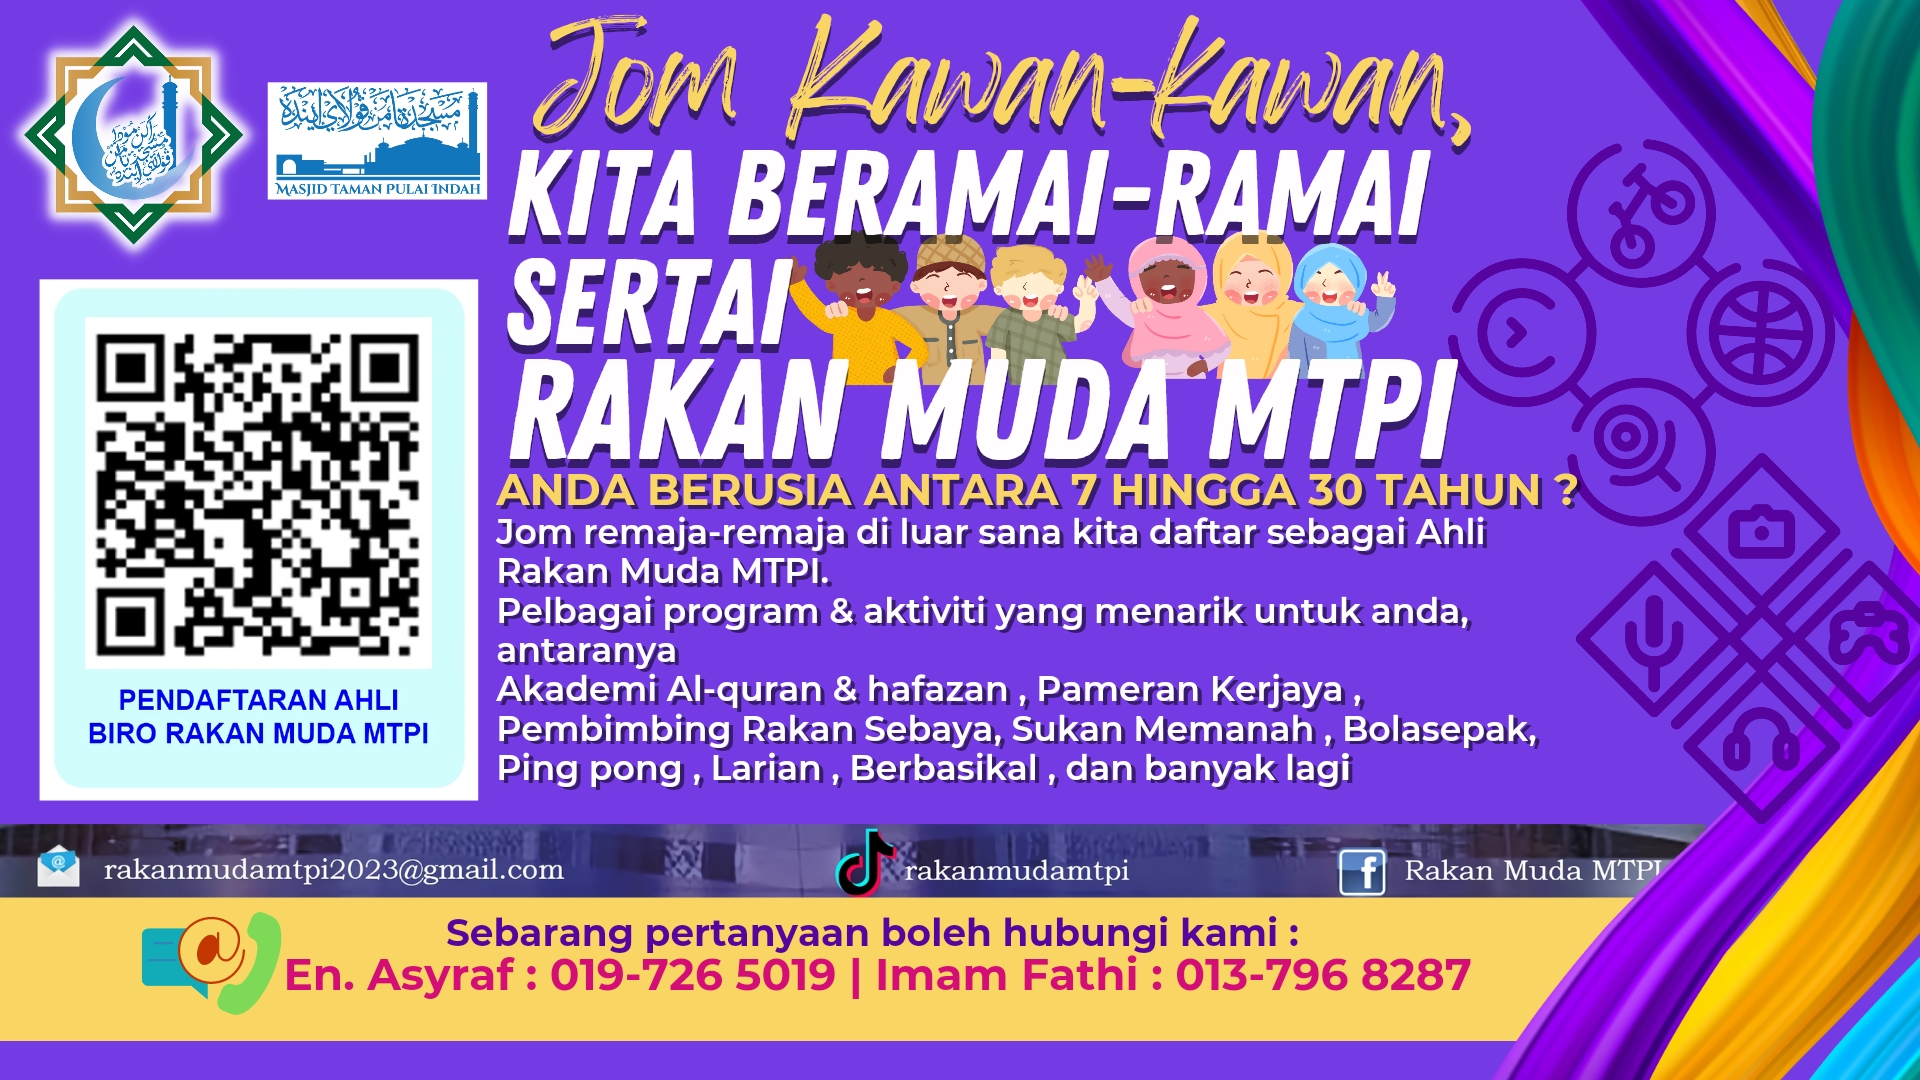 Jom Kawan-kawan,
KITA BERAMAI-RAMAI
SERTAI
RAKAN MUDA MTPI
مسجد تامن ڤولاي اينده
MASJID TAMAN PULAI INDAH
ANDA BERUSIA ANTARA 7 HINGGA 30 TAHUN ?
Jom remaja-remaja di luar sana kita daftar sebagai Ahli
Rakan Muda MTPI.
Pelbagai program & aktiviti yang menarik untuk anda,
antaranya
Akademi Al-quran & hafazan , Pameran Kerjaya ,
Pembimbing Rakan Sebaya, Sukan Memanah , Bolasepak,
Ping pong , Larian , Berbasikal , dan banyak lagi
PENDAFTARAN AHLI
BIRO RAKAN MUDA MTPI
rakanmudamtpi2023@gmail.com
rakanmudamtpi
Rakan Muda MTPI
Sebarang pertanyaan boleh hubungi kami :
En. Asyraf : 019-726 5019 | Imam Fathi : 013-796 8287